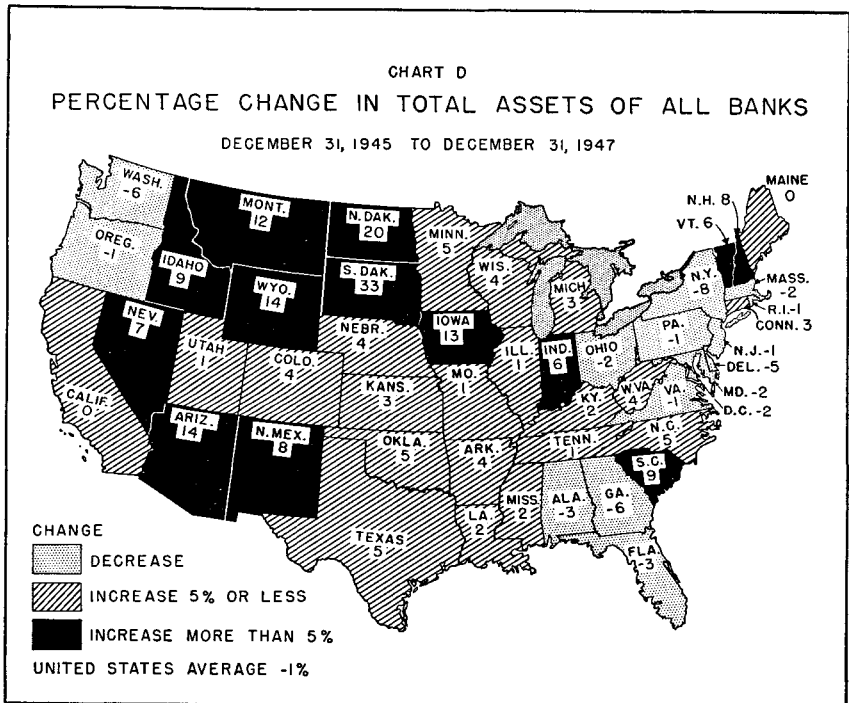 CHART D
PERCENTAGE CHANGE IN TOTAL ASSETS OF ALL BANKS
DECEMBER 31, 1945 TO DECEMBER 31, 1947
WASH.
-6
OREG.
-1
IDAHO
9
MONT.
12
N. DAK.
20
S. DAK.
33
WYO.
14
NEV.
7
UTAH
1
COLO.
4
CALIF.
0
ARIZ.
14
N. MEX.
8
NEBR.
4
KANS.
3
OKLA.
5
TEXAS
5
MINN.
5
IOWA
13
MO.
1
ARK.
4
LA.
2
WIS.
4
ILL.
1
MICH.
3
IND.
6
OHIO
-2
KY.
2
TENN.
1
MISS.
2
ALA.
-3
GA.
-6
FLA.
-3
S.C.
9
N.C.
5
VA.
-1
W.VA.
4
PA.
-1
N.Y.
-8
VT. 6
N.H. 8
MAINE
0
MASS.
-2
R.I.-1
CONN. 3
N.J.-1
DEL.-5
MD.-2
D.C.-2
CHANGE
DECREASE
INCREASE 5% OR LESS
INCREASE MORE THAN 5%
UNITED STATES AVERAGE -1%